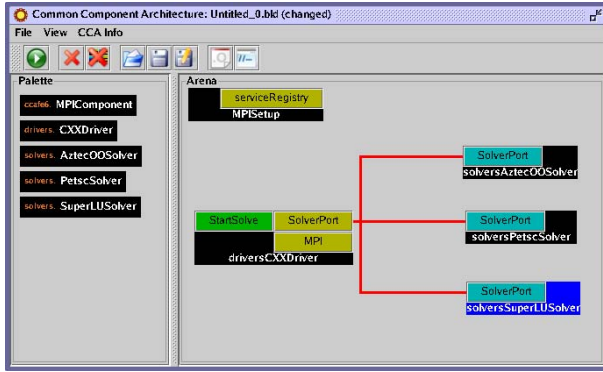 Common Component Architecture: Untitled_0.bld (changed)
File View CCA Info
Palette
ccafe6. MPIComponent
drivers. CXXDriver
solvers. AztecOOSolver
solvers. PetscSolver
solvers. SuperLUSolver
Arena
serviceRegistry
MPISetup
SolverPort
solversAztecOOSolver
StartSolve SolverPort
MPI
driversCXXDriver
SolverPort
solversPetscSolver
SolverPort
solversSuperLUSolver